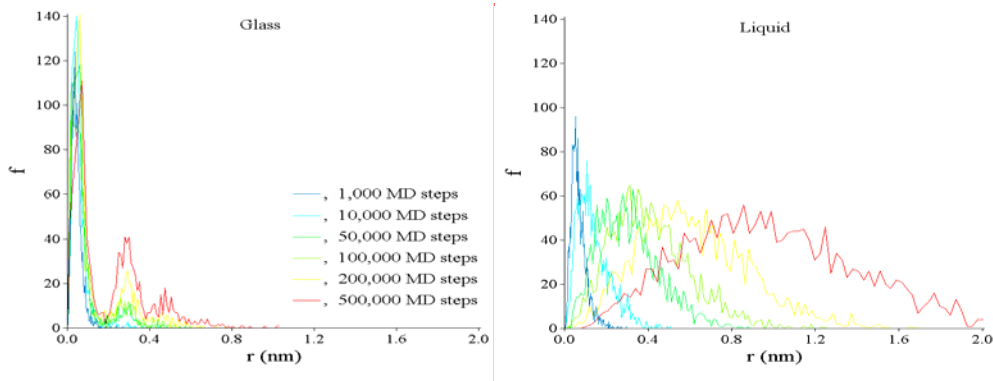 Glass
140
120
100
80
60
40
20
0
f
, 1,000 MD steps
, 10,000 MD steps
, 50,000 MD steps
, 100,000 MD steps
, 200,000 MD steps
, 500,000 MD steps
0.0 0.4 0.8 1.2 1.6 2.0
r (nm)
Liquid
140
120
100
80
60
40
20
0
f
0.0 0.4 0.8 1.2 1.6 2.0
r (nm)